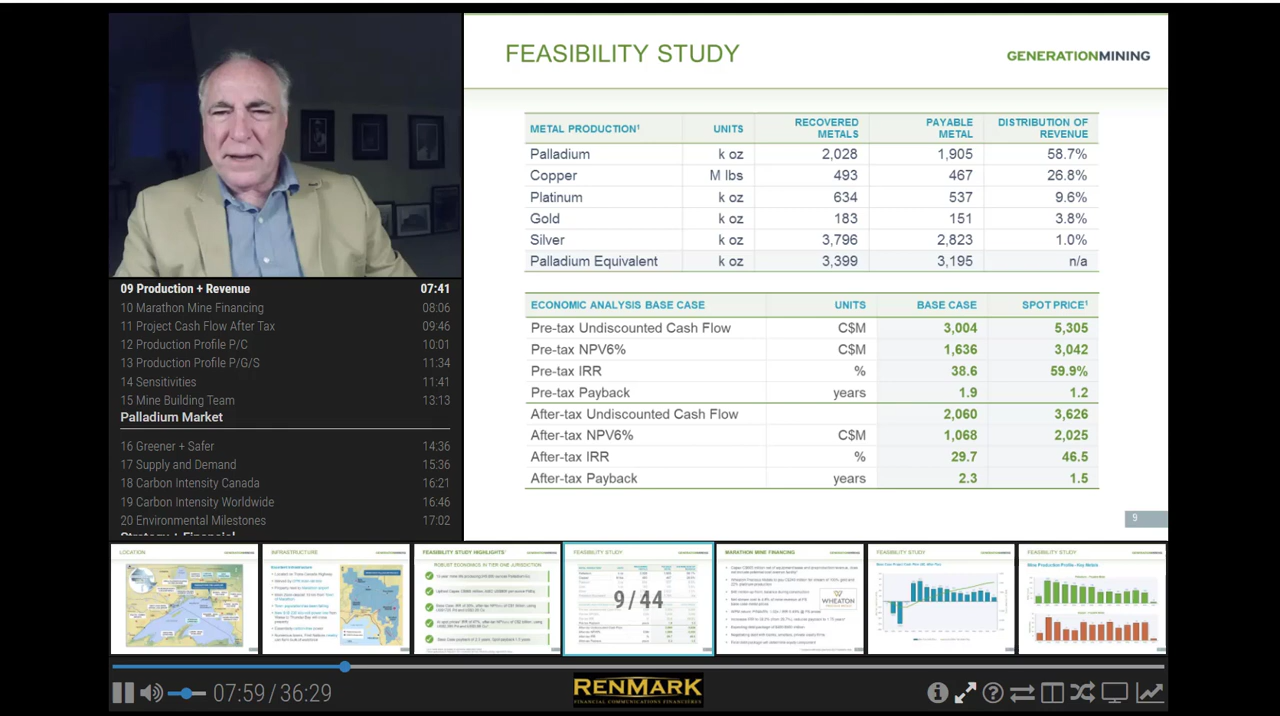 FEASIBILITY STUDY
GENERATIONMINING
METAL PRODUCTION¹ UNITS RECOVERED METALS PAYABLE METAL DISTRIBUTION OF REVENUE
Palladium k oz 2,028 1,905 58.7%
Copper M lbs 493 467 26.8%
Platinum k oz 634 537 9.6%
Gold k oz 183 151 3.8%
Silver k oz 3,796 2,823 1.0%
Palladium Equivalent k oz 3,399 3,195 n/a
ECONOMIC ANALYSIS BASE CASE UNITS BASE CASE SPOT PRICE¹
Pre-tax Undiscounted Cash Flow C$M 3,004 5,305
Pre-tax NPV6% C$M 1,636 3,042
Pre-tax IRR % 38.6 59.9%
Pre-tax Payback years 1.9 1.2
After-tax Undiscounted Cash Flow 2,060 3,626
After-tax NPV6% C$M 1,068 2,025
After-tax IRR % 29.7 46.5
After-tax Payback years 2.3 1.5
9
09 Production + Revenue 07:41
10 Marathon Mine Financing 08:06
11 Project Cash Flow After Tax 09:46
12 Production Profile P/C 10:01
13 Production Profile P/G/S 11:34
14 Sensitivities 11:41
15 Mine Building Team 13:13
Palladium Market
16 Greener + Safer 14:36
17 Supply and Demand 15:36
18 Carbon Intensity Canada 16:21
19 Carbon Intensity Worldwide 16:46
20 Environmental Milestones 17:02
Strategy + Financial
LOCATION
INFRASTRUCTURE
FEASIBILITY STUDY HIGHLIGHTS¹
ROBUST ECONOMICS IN TIER ONE JURISDICTION
FEASIBILITY STUDY
9 / 44
MARATHON MINE FINANCING
WHEATON
FEASIBILITY STUDY
FEASIBILITY STUDY
07:59 / 36:29
RENMARK
FINANCIAL COMMUNICATIONS FINANCIÈRES